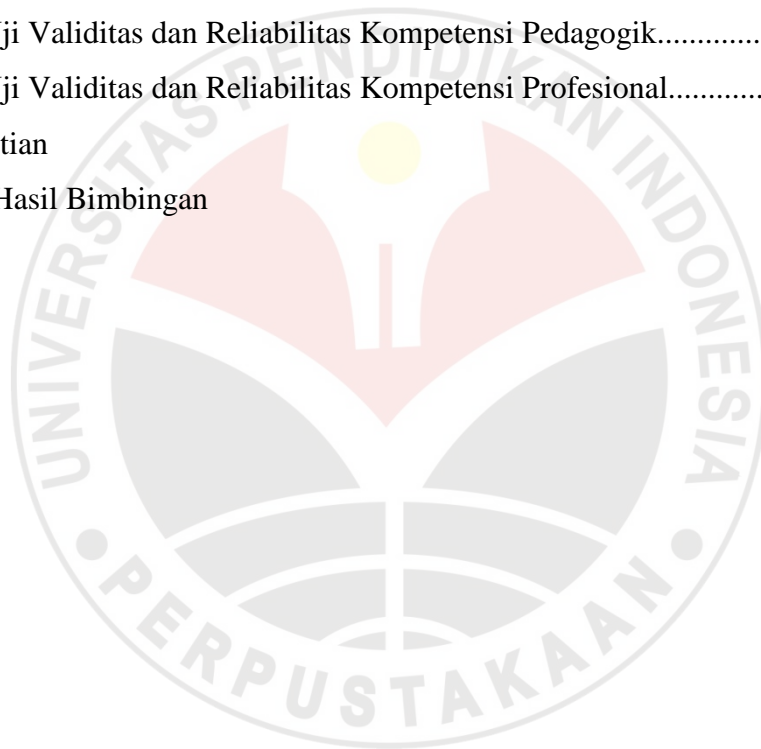 ji Validitas dan Reliabilitas Kompetensi Pedagogik.............
ji Validitas dan Reliabilitas Kompetensi Profesional.............
tian
Hasil Bimbingan
UNIVERSITAS PENDIDIKAN INDONESIA
PERPUSTAKAAN